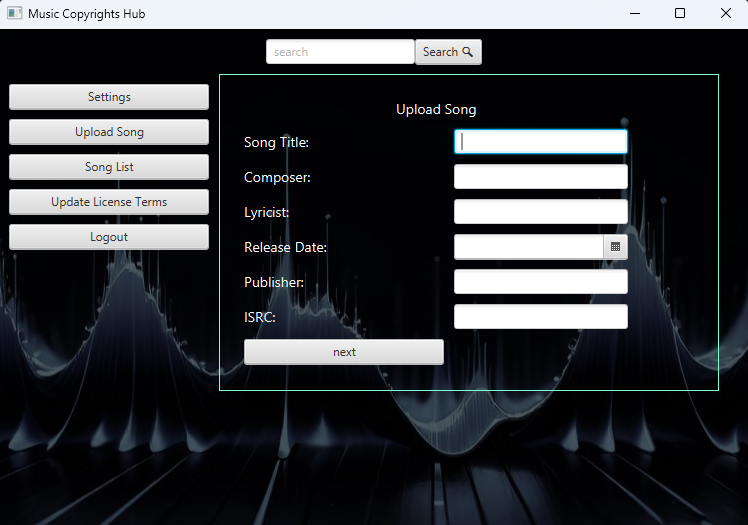 Music Copyrights Hub
search
Search
Settings
Upload Song
Song List
Update License Terms
Logout
Upload Song
Song Title:
Composer:
Lyricist:
Release Date:
Publisher:
ISRC:
next